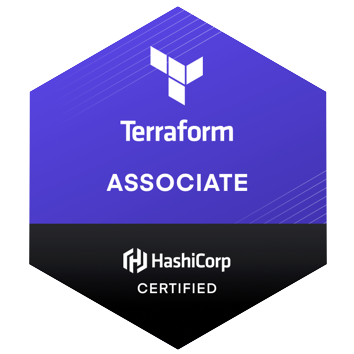 Terraform
ASSOCIATE
HashiCorp
CERTIFIED